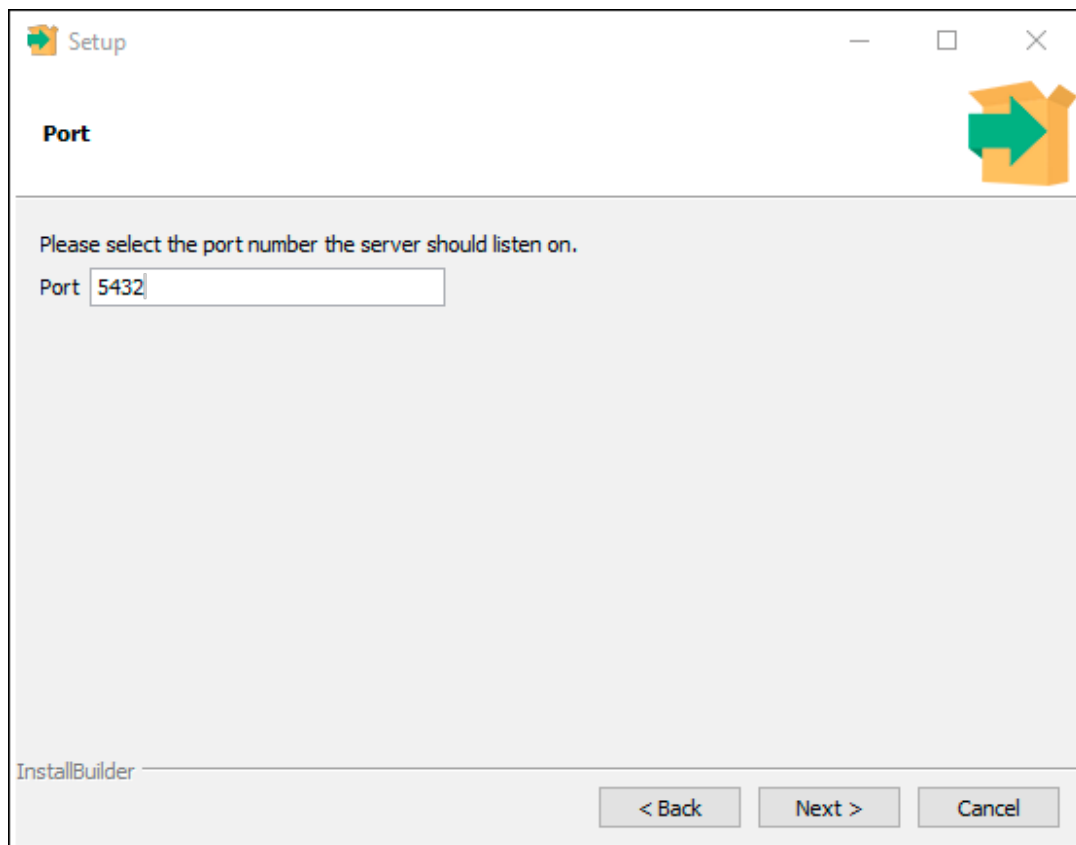 Setup
Port
Please select the port number the server should listen on.
Port 5432
InstallBuilder
< Back Next > Cancel